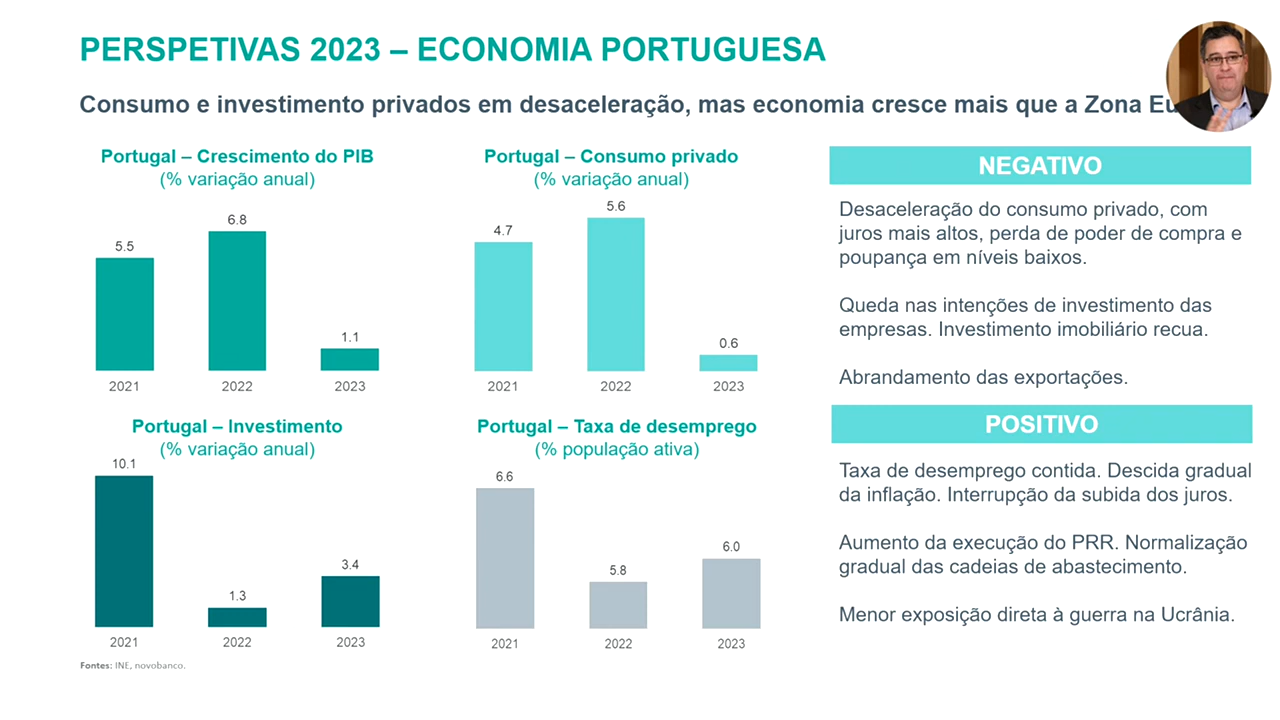 PERSPETIVAS 2023 – ECONOMIA PORTUGUESA
Consumo e investimento privados em desaceleração, mas economia cresce mais que a Zona
Portugal – Crescimento do PIB
(% variação anual)
5.5
6.8
1.1
2021
2022
2023
Portugal – Consumo privado
(% variação anual)
4.7
5.6
0.6
2021
2022
2023
Portugal – Investimento
(% variação anual)
10.1
1.3
3.4
2021
2022
2023
Portugal – Taxa de desemprego
(% população ativa)
6.6
5.8
6.0
2021
2022
2023
Fontes: INE, novobanco.
NEGATIVO
Desaceleração do consumo privado, com
juros mais altos, perda de poder de compra e
poupança em níveis baixos.
Queda nas intenções de investimento das
empresas. Investimento imobiliário recua.
Abrandamento das exportações.
POSITIVO
Taxa de desemprego contida. Descida gradual
da inflação. Interrupção da subida dos juros.
Aumento da execução do PRR. Normalização
gradual das cadeias de abastecimento.
Menor exposição direta à guerra na Ucrânia.